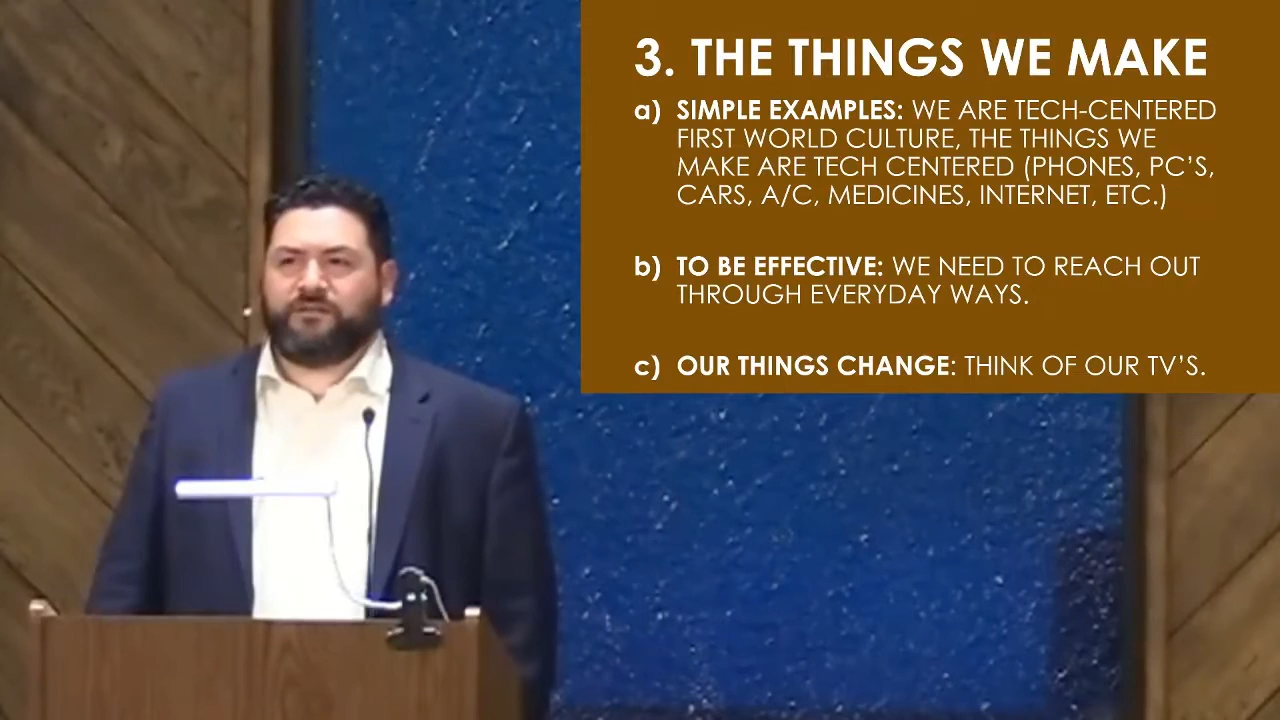 3. THE THINGS WE MAKE
a) SIMPLE EXAMPLES: WE ARE TECH-CENTERED
FIRST WORLD CULTURE, THE THINGS WE
MAKE ARE TECH CENTERED (PHONES, PC'S,
CARS, A/C, MEDICINES, INTERNET, ETC.)
b) TO BE EFFECTIVE: WE NEED TO REACH OUT
THROUGH EVERYDAY WAYS.
c) OUR THINGS CHANGE: THINK OF OUR TV'S.